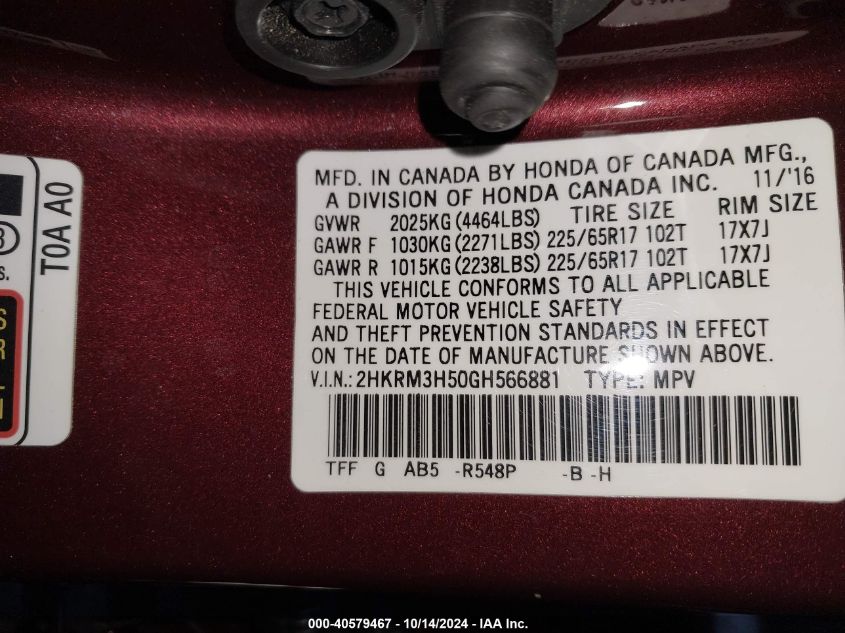 MFD. IN CANADA BY HONDA OF CANADA MFG.,
A DIVISION OF HONDA CANADA INC. 11/'16
GVWR 2025KG (4464LBS) TIRE SIZE RIM SIZE
GAWR F 1030KG (2271LBS) 225/65R17 102T 17X7J
GAWR R 1015KG (2238LBS) 225/65R17 102T 17X7J
THIS VEHICLE CONFORMS TO ALL APPLICABLE
FEDERAL MOTOR VEHICLE SAFETY
AND THEFT PREVENTION STANDARDS IN EFFECT
ON THE DATE OF MANUFACTURE SHOWN ABOVE.
V.I.N.: 2HKRM3H50GH566881 TYPE: MPV
TFF G AB5 -R548P -B -H
T0A A0
000-40579467 - 10/14/2024 - IAA Inc.